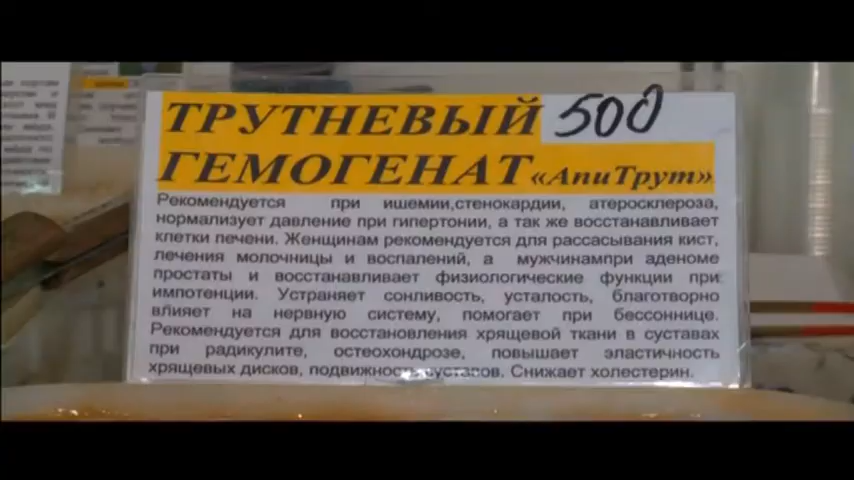 ТРУТНЕВЫЙ 500
ГЕМОГЕНАТ «АпиТрут»
Рекомендуется при ишемии,стенокардии, атеросклероза,
нормализует давление при гипертонии, а так же восстанавливает
клетки печени. Женщинам рекомендуется для рассасывания кист,
лечения молочницы и воспалений, а мужчинампри аденоме
простаты и восстанавливает физиологические функции при
импотенции. Устраняет сонливость, усталость, благотворно
влияет на нервную систему, помогает при бессоннице.
Рекомендуется для восстановления хрящевой ткани в суставах
при радикулите, остеохондрозе, повышает эластичность
хрящевых дисков, подвижность суставов. Снижает холестерин.